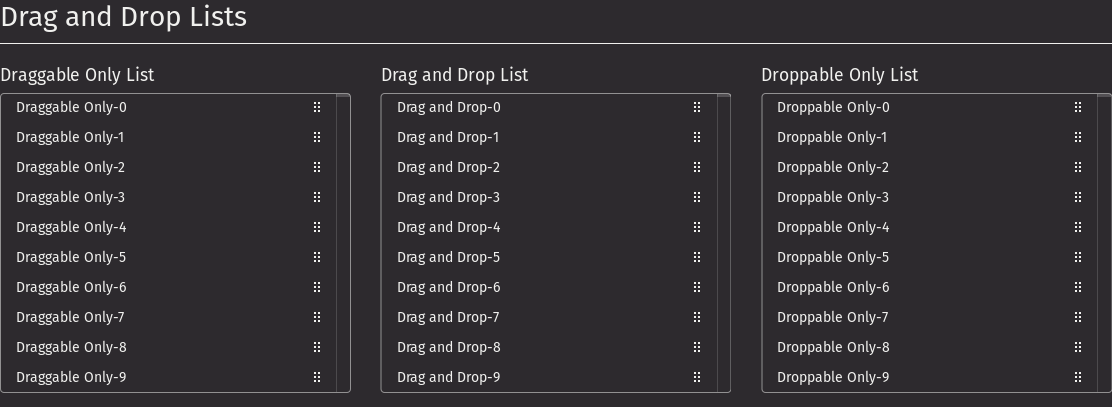 Drag and Drop Lists
Draggable Only List
Draggable Only-0
Draggable Only-1
Draggable Only-2
Draggable Only-3
Draggable Only-4
Draggable Only-5
Draggable Only-6
Draggable Only-7
Draggable Only-8
Draggable Only-9
Drag and Drop List
Drag and Drop-0
Drag and Drop-1
Drag and Drop-2
Drag and Drop-3
Drag and Drop-4
Drag and Drop-5
Drag and Drop-6
Drag and Drop-7
Drag and Drop-8
Drag and Drop-9
Droppable Only List
Droppable Only-0
Droppable Only-1
Droppable Only-2
Droppable Only-3
Droppable Only-4
Droppable Only-5
Droppable Only-6
Droppable Only-7
Droppable Only-8
Droppable Only-9